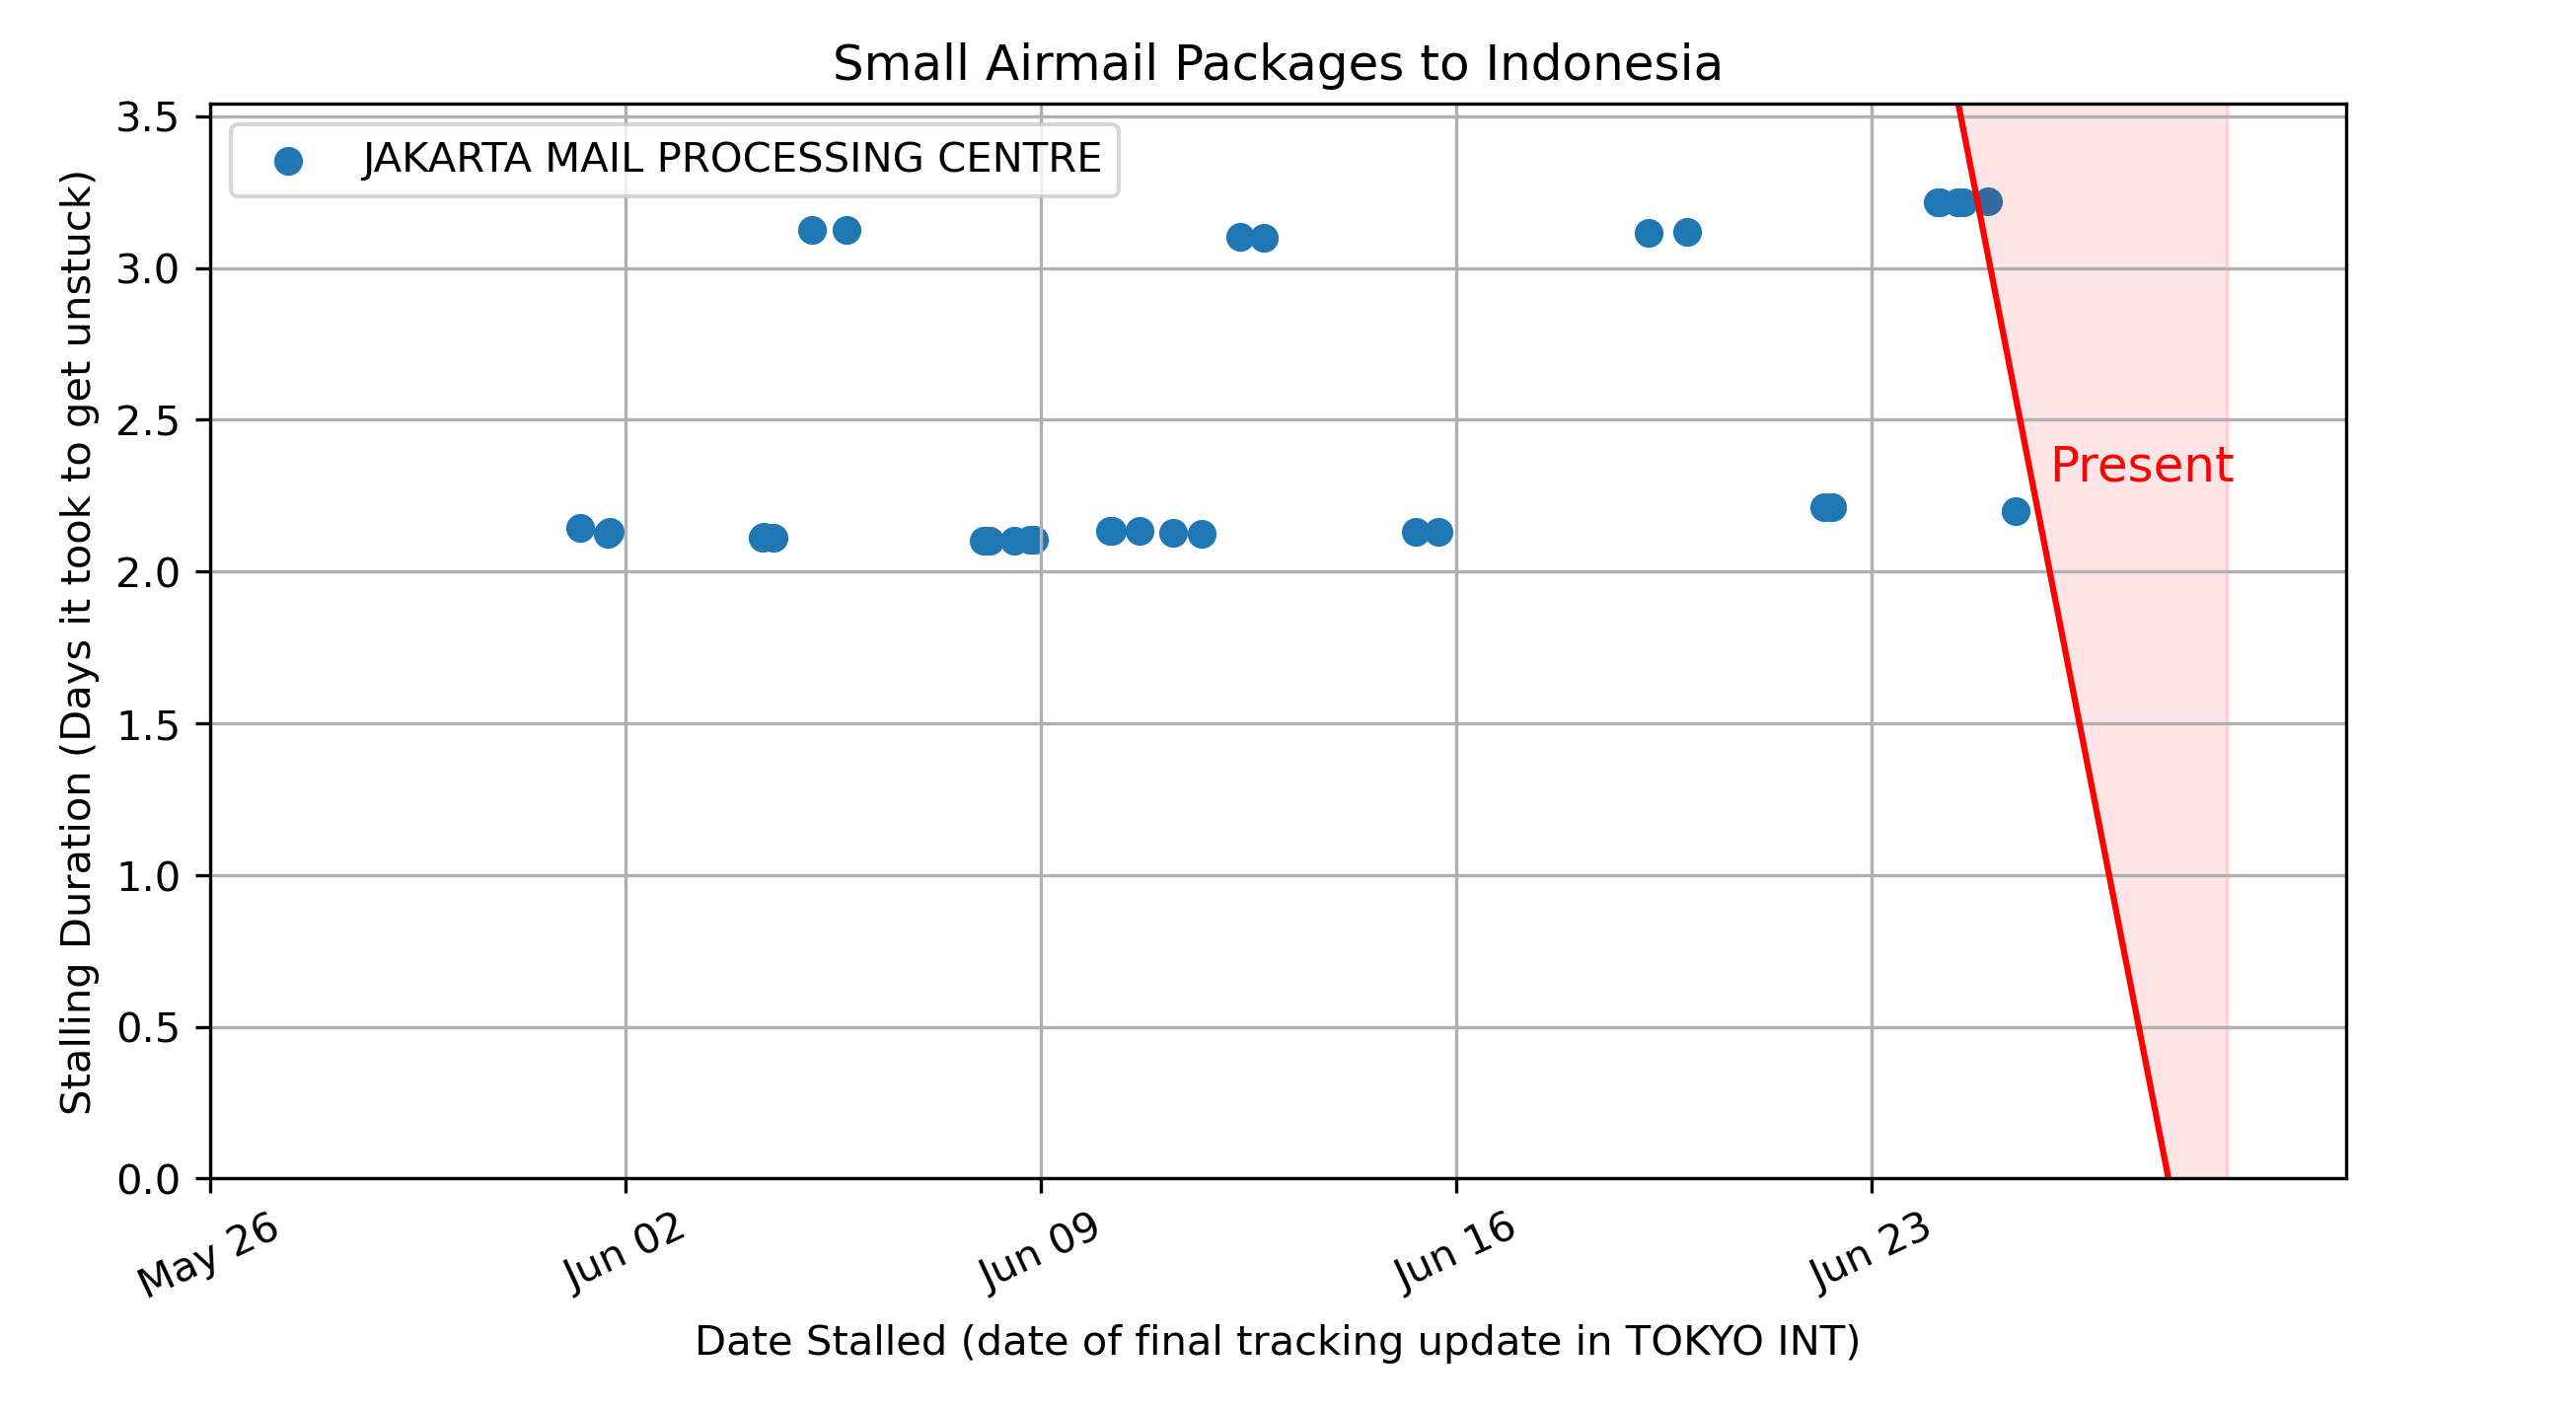 Small Airmail Packages to Indonesia
JAKARTA MAIL PROCESSING CENTRE
Stalling Duration (Days it took to get unstuck)
3.5
3.0
2.5
2.0
1.5
1.0
0.5
0.0
Present
May 26
Jun 02
Jun 09
Jun 16
Jun 23
Date Stalled (date of final tracking update in TOKYO INT)